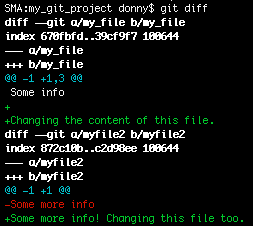 SMA:my_git_project donny$ git diff
diff --git a/my_file b/my_file
index 670fbfd..39cf9f7 100644
--- a/my_file
+++ b/my_file
@@ -1 +1,3 @@
 Some info
+
+Changing the content of this file.
diff --git a/myfile2 b/myfile2
index 872c10b..c2d98ee 100644
--- a/myfile2
+++ b/myfile2
@@ -1 +1 @@
-Some more info
+Some more info! Changing this file too.